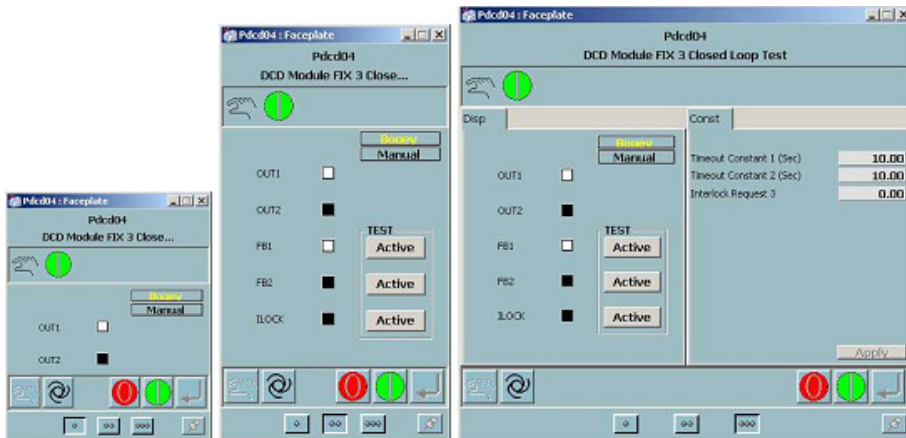 Pdcd04 : Faceplate
Pdcd04
DCD Module FIX 3 Close...
Bogey
Manual
OUT1
OUT2
Pdcd04 : Faceplate
Pdcd04
DCD Module FIX 3 Close...
Bogey
Manual
OUT1
OUT2
TEST
FB1
Active
FB2
Active
ILOCK
Active
Pdcd04 : Faceplate
Pdcd04
DCD Module FIX 3 Closed Loop Test
Disp
Const
Bogey
Manual
OUT1
OUT2
TEST
FB1
Active
FB2
Active
ILOCK
Active
Timeout Constant 1 (Sec) 10.00
Timeout Constant 2 (Sec) 10.00
Interlock Request 3 0.00
Apply